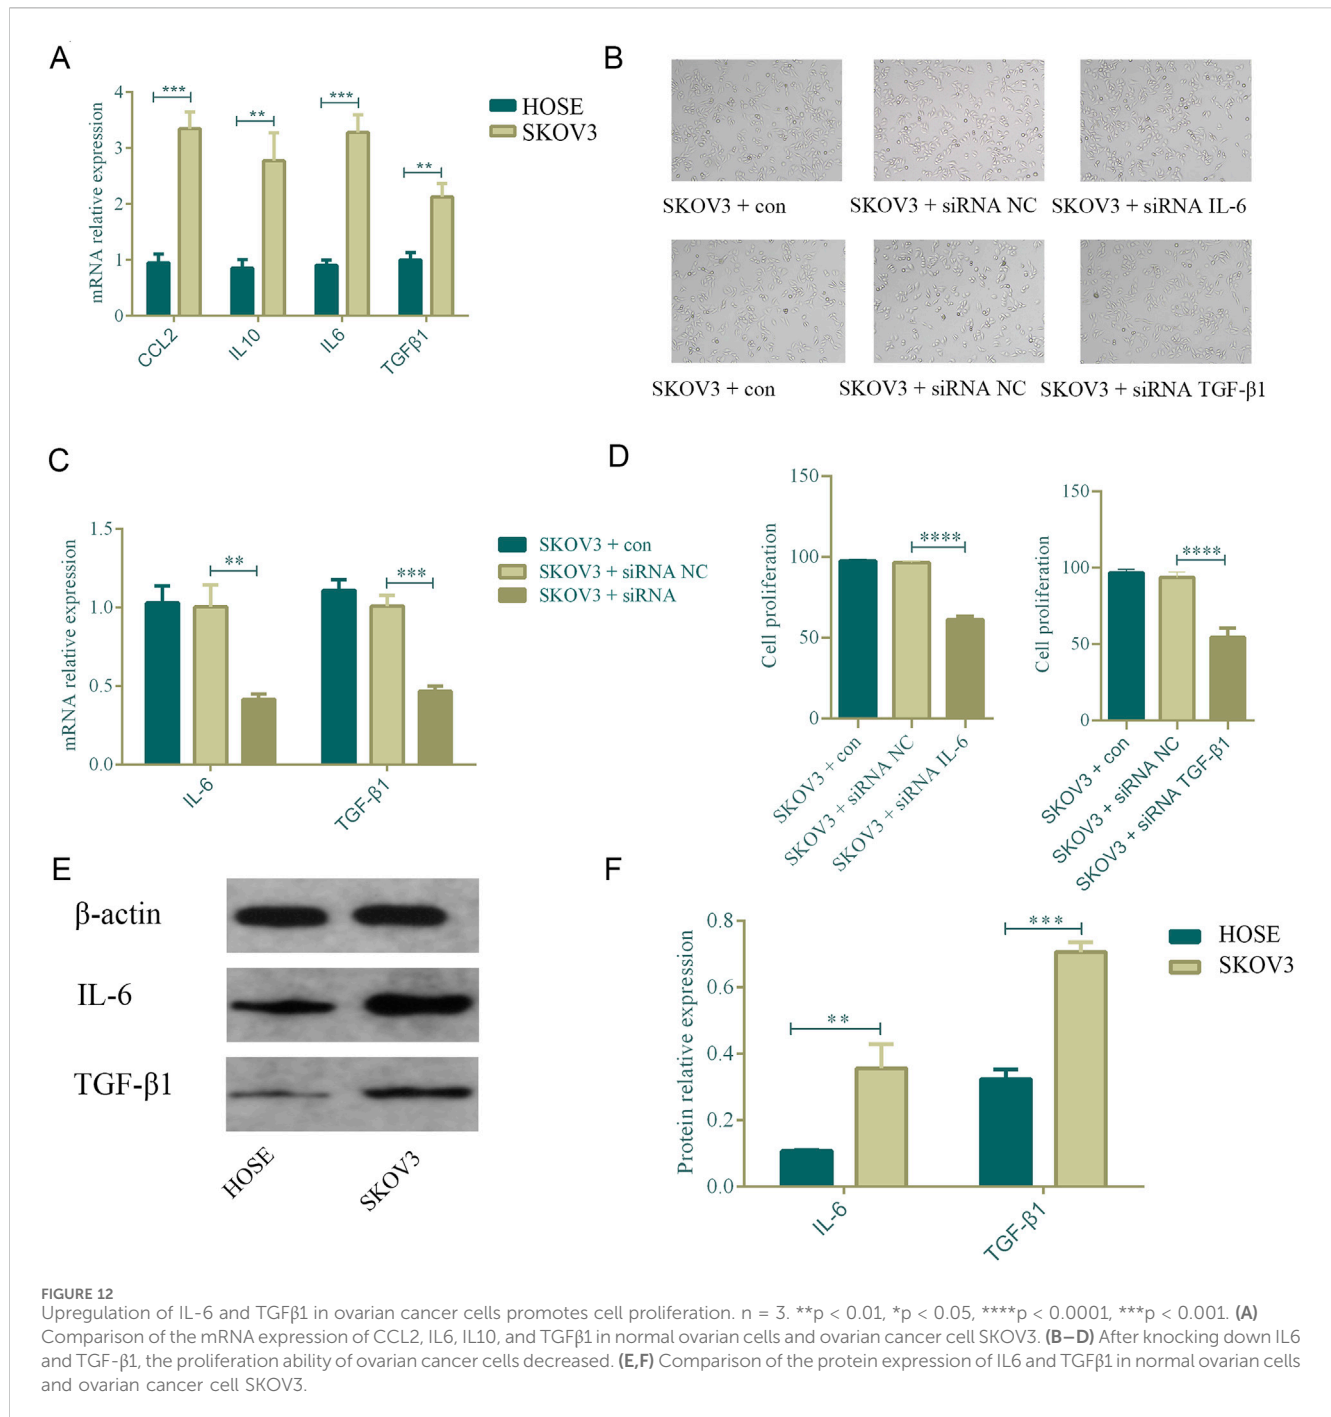 A
mRNA relative expression
4
3
2
1
0
***
**
***
**
CCL2
IL10
IL6
TGFβ1
HOSE
SKOV3
B
SKOV3 + con
SKOV3 + siRNA NC
SKOV3 + siRNA IL-6
SKOV3 + con
SKOV3 + siRNA NC
SKOV3 + siRNA TGF-β1
C
mRNA relative expression
1.5
1.0
0.5
0.0
**
***
IL-6
TGF-β1
SKOV3 + con
SKOV3 + siRNA NC
SKOV3 + siRNA
D
Cell proliferation
150
100
50
0
****
SKOV3 + con
SKOV3 + siRNA NC
SKOV3 + siRNA IL-6
Cell proliferation
150
100
50
0
****
SKOV3 + con
SKOV3 + siRNA NC
SKOV3 + siRNA TGF-β1
E
β-actin
IL-6
TGF-β1
HOSE
SKOV3
F
Protein relative expression
0.8
0.6
0.4
0.2
0.0
**
***
IL-6
TGF-β1
HOSE
SKOV3
FIGURE 12
Upregulation of IL-6 and TGFβ1 in ovarian cancer cells promotes cell proliferation. n = 3. **p < 0.01, *p < 0.05, ****p < 0.0001, ***p < 0.001. (A)
Comparison of the mRNA expression of CCL2, IL6, IL10, and TGFβ1 in normal ovarian cells and ovarian cancer cell SKOV3. (B–D) After knocking down IL6
and TGF-β1, the proliferation ability of ovarian cancer cells decreased. (E,F) Comparison of the protein expression of IL6 and TGFβ1 in normal ovarian cells
and ovarian cancer cell SKOV3.